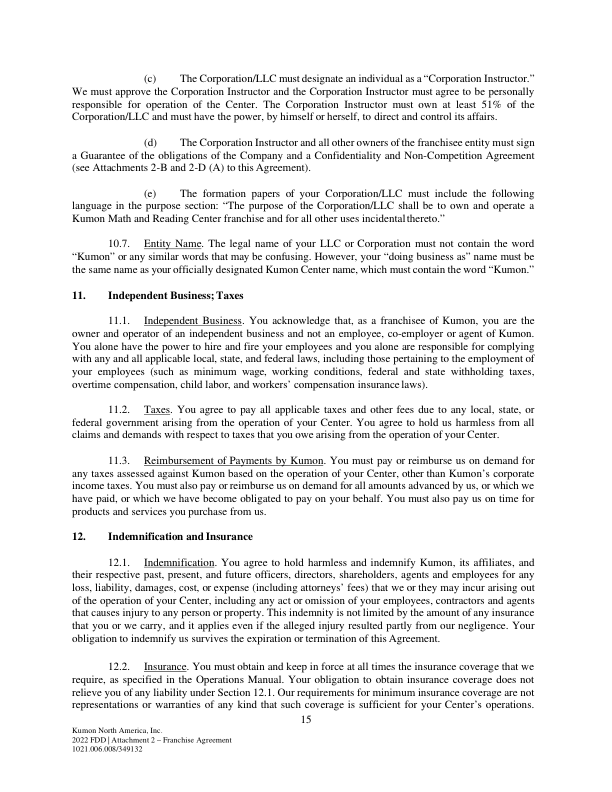 (c) The Corporation/LLC must designate an individual as a “Corporation Instructor.”
We must approve the Corporation Instructor and the Corporation Instructor must agree to be personally
responsible for operation of the Center. The Corporation Instructor must own at least 51% of the
Corporation/LLC and must have the power, by himself or herself, to direct and control its affairs.
(d) The Corporation Instructor and all other owners of the franchisee entity must sign
a Guarantee of the obligations of the Company and a Confidentiality and Non-Competition Agreement
(see Attachments 2-B and 2-D (A) to this Agreement).
(e) The formation papers of your Corporation/LLC must include the following
language in the purpose section: “The purpose of the Corporation/LLC shall be to own and operate a
Kumon Math and Reading Center franchise and for all other uses incidental thereto.”
10.7. Entity Name. The legal name of your LLC or Corporation must not contain the word
“Kumon” or any similar words that may be confusing. However, your “doing business as” name must be
the same name as your officially designated Kumon Center name, which must contain the word “Kumon.”
11. Independent Business; Taxes
11.1. Independent Business. You acknowledge that, as a franchisee of Kumon, you are the
owner and operator of an independent business and not an employee, co-employer or agent of Kumon.
You alone have the power to hire and fire your employees and you alone are responsible for complying
with any and all applicable local, state, and federal laws, including those pertaining to the employment of
your employees (such as minimum wage, working conditions, federal and state withholding taxes,
overtime compensation, child labor, and workers’ compensation insurance laws).
11.2. Taxes. You agree to pay all applicable taxes and other fees due to any local, state, or
federal government arising from the operation of your Center. You agree to hold us harmless from all
claims and demands with respect to taxes that you owe arising from the operation of your Center.
11.3. Reimbursement of Payments by Kumon. You must pay or reimburse us on demand for
any taxes assessed against Kumon based on the operation of your Center, other than Kumon’s corporate
income taxes. You must also pay or reimburse us on demand for all amounts advanced by us, or which we
have paid, or which we have become obligated to pay on your behalf. You must also pay us on time for
products and services you purchase from us.
12. Indemnification and Insurance
12.1. Indemnification. You agree to hold harmless and indemnify Kumon, its affiliates, and
their respective past, present, and future officers, directors, shareholders, agents and employees for any
loss, liability, damages, cost, or expense (including attorneys’ fees) that we or they may incur arising out
of the operation of your Center, including any act or omission of your employees, contractors and agents
that causes injury to any person or property. This indemnity is not limited by the amount of any insurance
that you or we carry, and it applies even if the alleged injury resulted partly from our negligence. Your
obligation to indemnify us survives the expiration or termination of this Agreement.
12.2. Insurance. You must obtain and keep in force at all times the insurance coverage that we
require, as specified in the Operations Manual. Your obligation to obtain insurance coverage does not
relieve you of any liability under Section 12.1. Our requirements for minimum insurance coverage are not
representations or warranties of any kind that such coverage is sufficient for your Center’s operations.
15
Kumon North America, Inc.
2022 FDD | Attachment 2 – Franchise Agreement
1021.006.008/349132